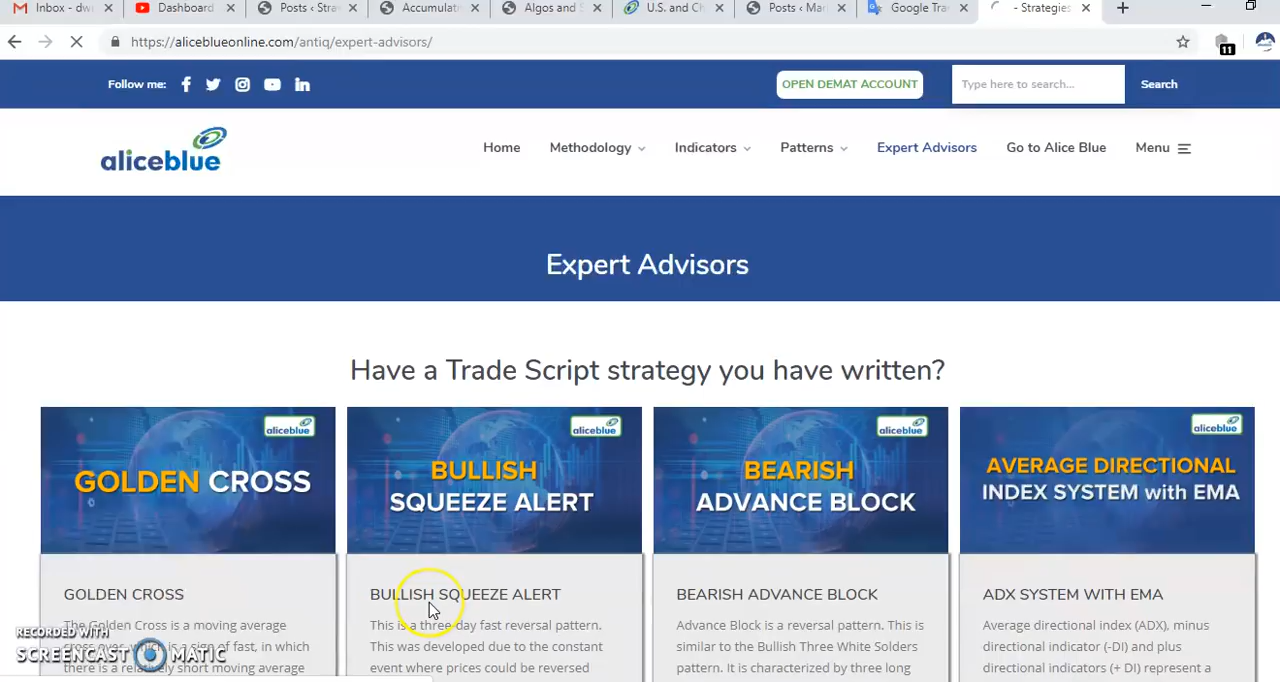 Inbox - dw
Dashboard
Posts ‹ Stra
Accumulat
Algos and S
U.S. and Ch
Posts ‹ Mar
Google Tra
- Strategies
https://aliceblueonline.com/antiq/expert-advisors/
11
Follow me:
OPEN DEMAT ACCOUNT
Type here to search...
Search
aliceblue
Home
Methodology
Indicators
Patterns
Expert Advisors
Go to Alice Blue
Menu
Expert Advisors
Have a Trade Script strategy you have written?
aliceblue
GOLDEN CROSS
aliceblue
BULLISH
SQUEEZE ALERT
aliceblue
BEARISH
ADVANCE BLOCK
aliceblue
AVERAGE DIRECTIONAL
INDEX SYSTEM with EMA
GOLDEN CROSS
The Golden Cross is a moving average
cross over, which is a sign of fast, in which
there is a relatively short moving average
BULLISH SQUEEZE ALERT
This is a three day fast reversal pattern.
This was developed due to the constant
event where prices could be reversed
BEARISH ADVANCE BLOCK
Advance Block is a reversal pattern. This is
similar to the Bullish Three White Solders
pattern. It is characterized by three long
ADX SYSTEM WITH EMA
Average directional index (ADX), minus
directional indicator (-DI) and plus
directional indicators (+ DI) represent a
RECORDED WITH
SCREENCAST MATIC